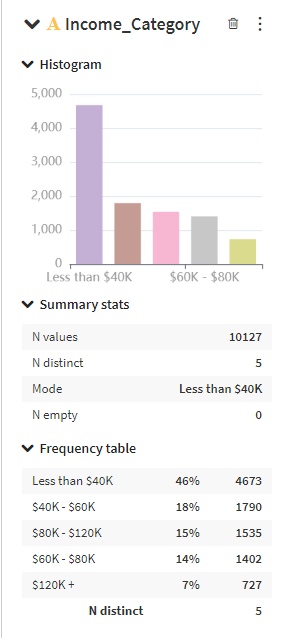 A Income_Category
Histogram
5,000
4,000
3,000
2,000
1,000
0
Less than $40K $60K - $80K
Summary stats
N values 10127
N distinct 5
Mode Less than $40K
N empty 0
Frequency table
Less than $40K 46% 4673
$40K - $60K 18% 1790
$80K - $120K 15% 1535
$60K - $80K 14% 1402
$120K + 7% 727
N distinct 5